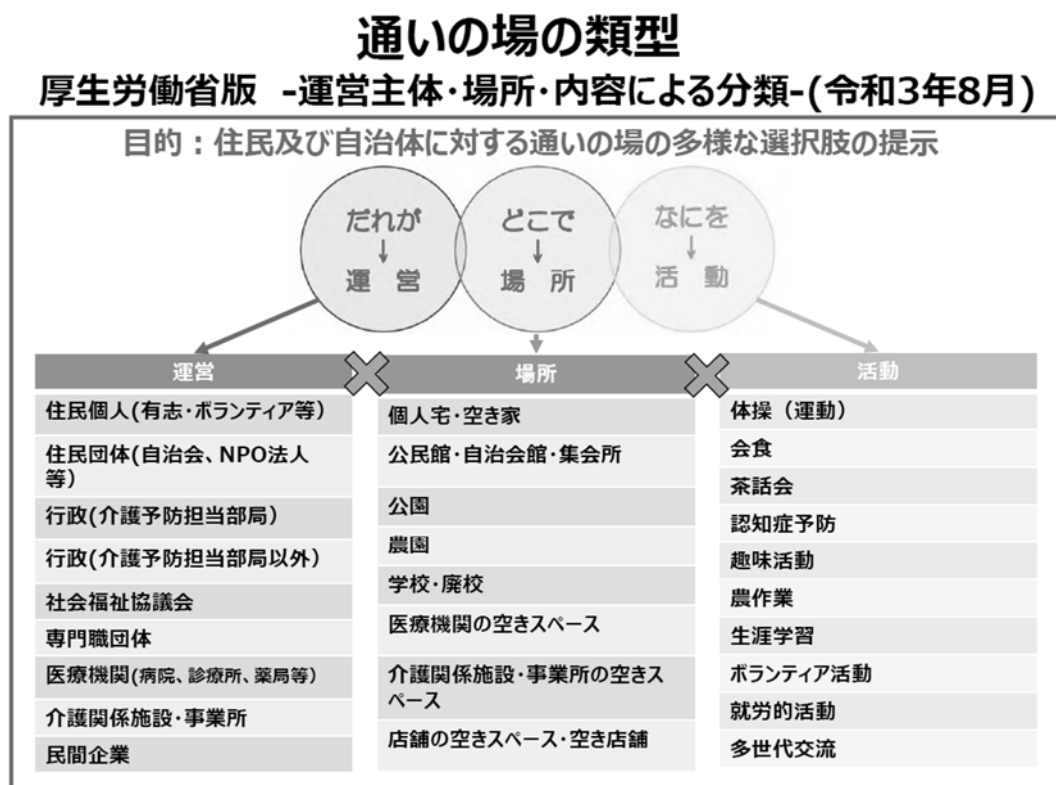 通いの場の類型
厚生労働省版 -運営主体・場所・内容による分類-(令和3年8月)
目的：住民及び自治体に対する通いの場の多様な選択肢の提示
だれが
↓
運 営
どこで
↓
場 所
なにを
↓
活 動
運営
住民個人(有志・ボランティア等)
住民団体(自治会、NPO法人
等)
行政(介護予防担当部局)
行政(介護予防担当部局以外)
社会福祉協議会
専門職団体
医療機関(病院、診療所、薬局等)
介護関係施設・事業所
民間企業
場所
個人宅・空き家
公民館・自治会館・集会所
公園
農園
学校・廃校
医療機関の空きスペース
介護関係施設・事業所の空きス
ペース
店舗の空きスペース・空き店舗
活動
体操（運動）
会食
茶話会
認知症予防
趣味活動
農作業
生涯学習
ボランティア活動
就労的活動
多世代交流